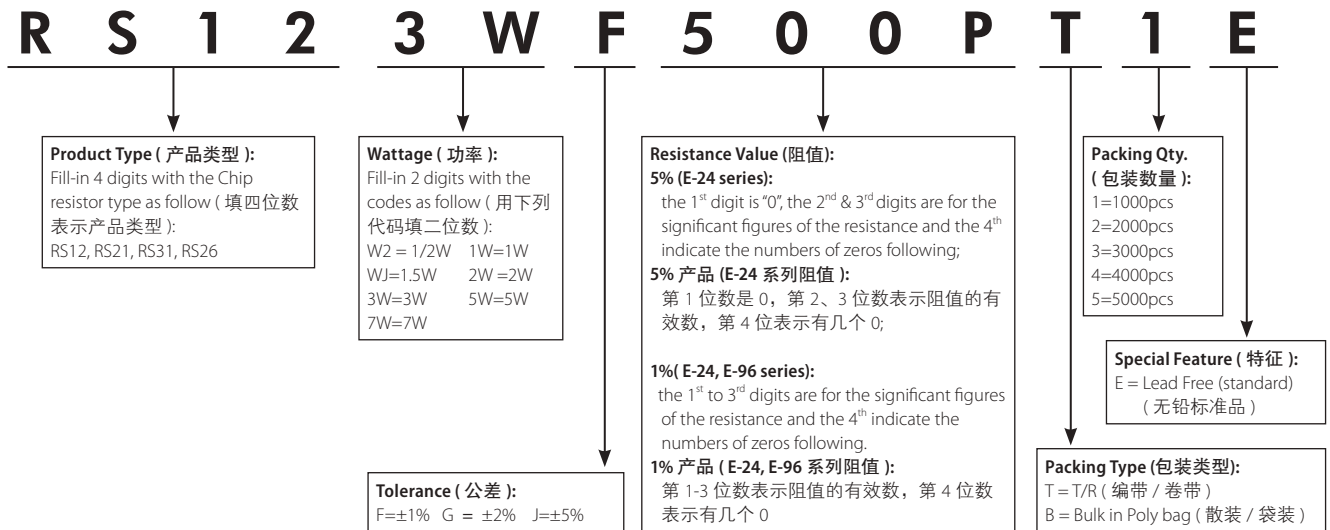 R S 1 2 3 W F 5 0 0 P T 1 E
Product Type ( 产品类型 ):
Fill-in 4 digits with the Chip
resistor type as follow ( 填四位数
表示产品类型 ):
RS12, RS21, RS31, RS26
Wattage ( 功率 ):
Fill-in 2 digits with the
codes as follow ( 用下列
代码填二位数 ):
W2 = 1/2W 1W=1W
WJ=1.5W 2W =2W
3W=3W 5W=5W
7W=7W
Tolerance ( 公差 ):
F=±1% G = ±2% J=±5%
Resistance Value (阻值):
5% (E-24 series):
the 1st digit is "0", the 2nd & 3rd digits are for the
significant figures of the resistance and the 4th
indicate the numbers of zeros following;
5% 产品 (E-24 系列阻值 ):
第 1 位数是 0，第 2、3 位数表示阻值的有
效数，第 4 位表示有几个 0;
1%( E-24, E-96 series):
the 1st to 3rd digits are for the significant figures
of the resistance and the 4th indicate the
numbers of zeros following.
1% 产品 ( E-24, E-96 系列阻值 ):
第 1-3 位数表示阻值的有效数，第 4 位数
表示有几个 0
Packing Qty.
( 包装数量 ):
1=1000pcs
2=2000pcs
3=3000pcs
4=4000pcs
5=5000pcs
Special Feature ( 特征 ):
E = Lead Free (standard)
( 无铅标准品 )
Packing Type (包装类型):
T = T/R ( 编带 / 卷带 )
B = Bulk in Poly bag ( 散装 / 袋装 )